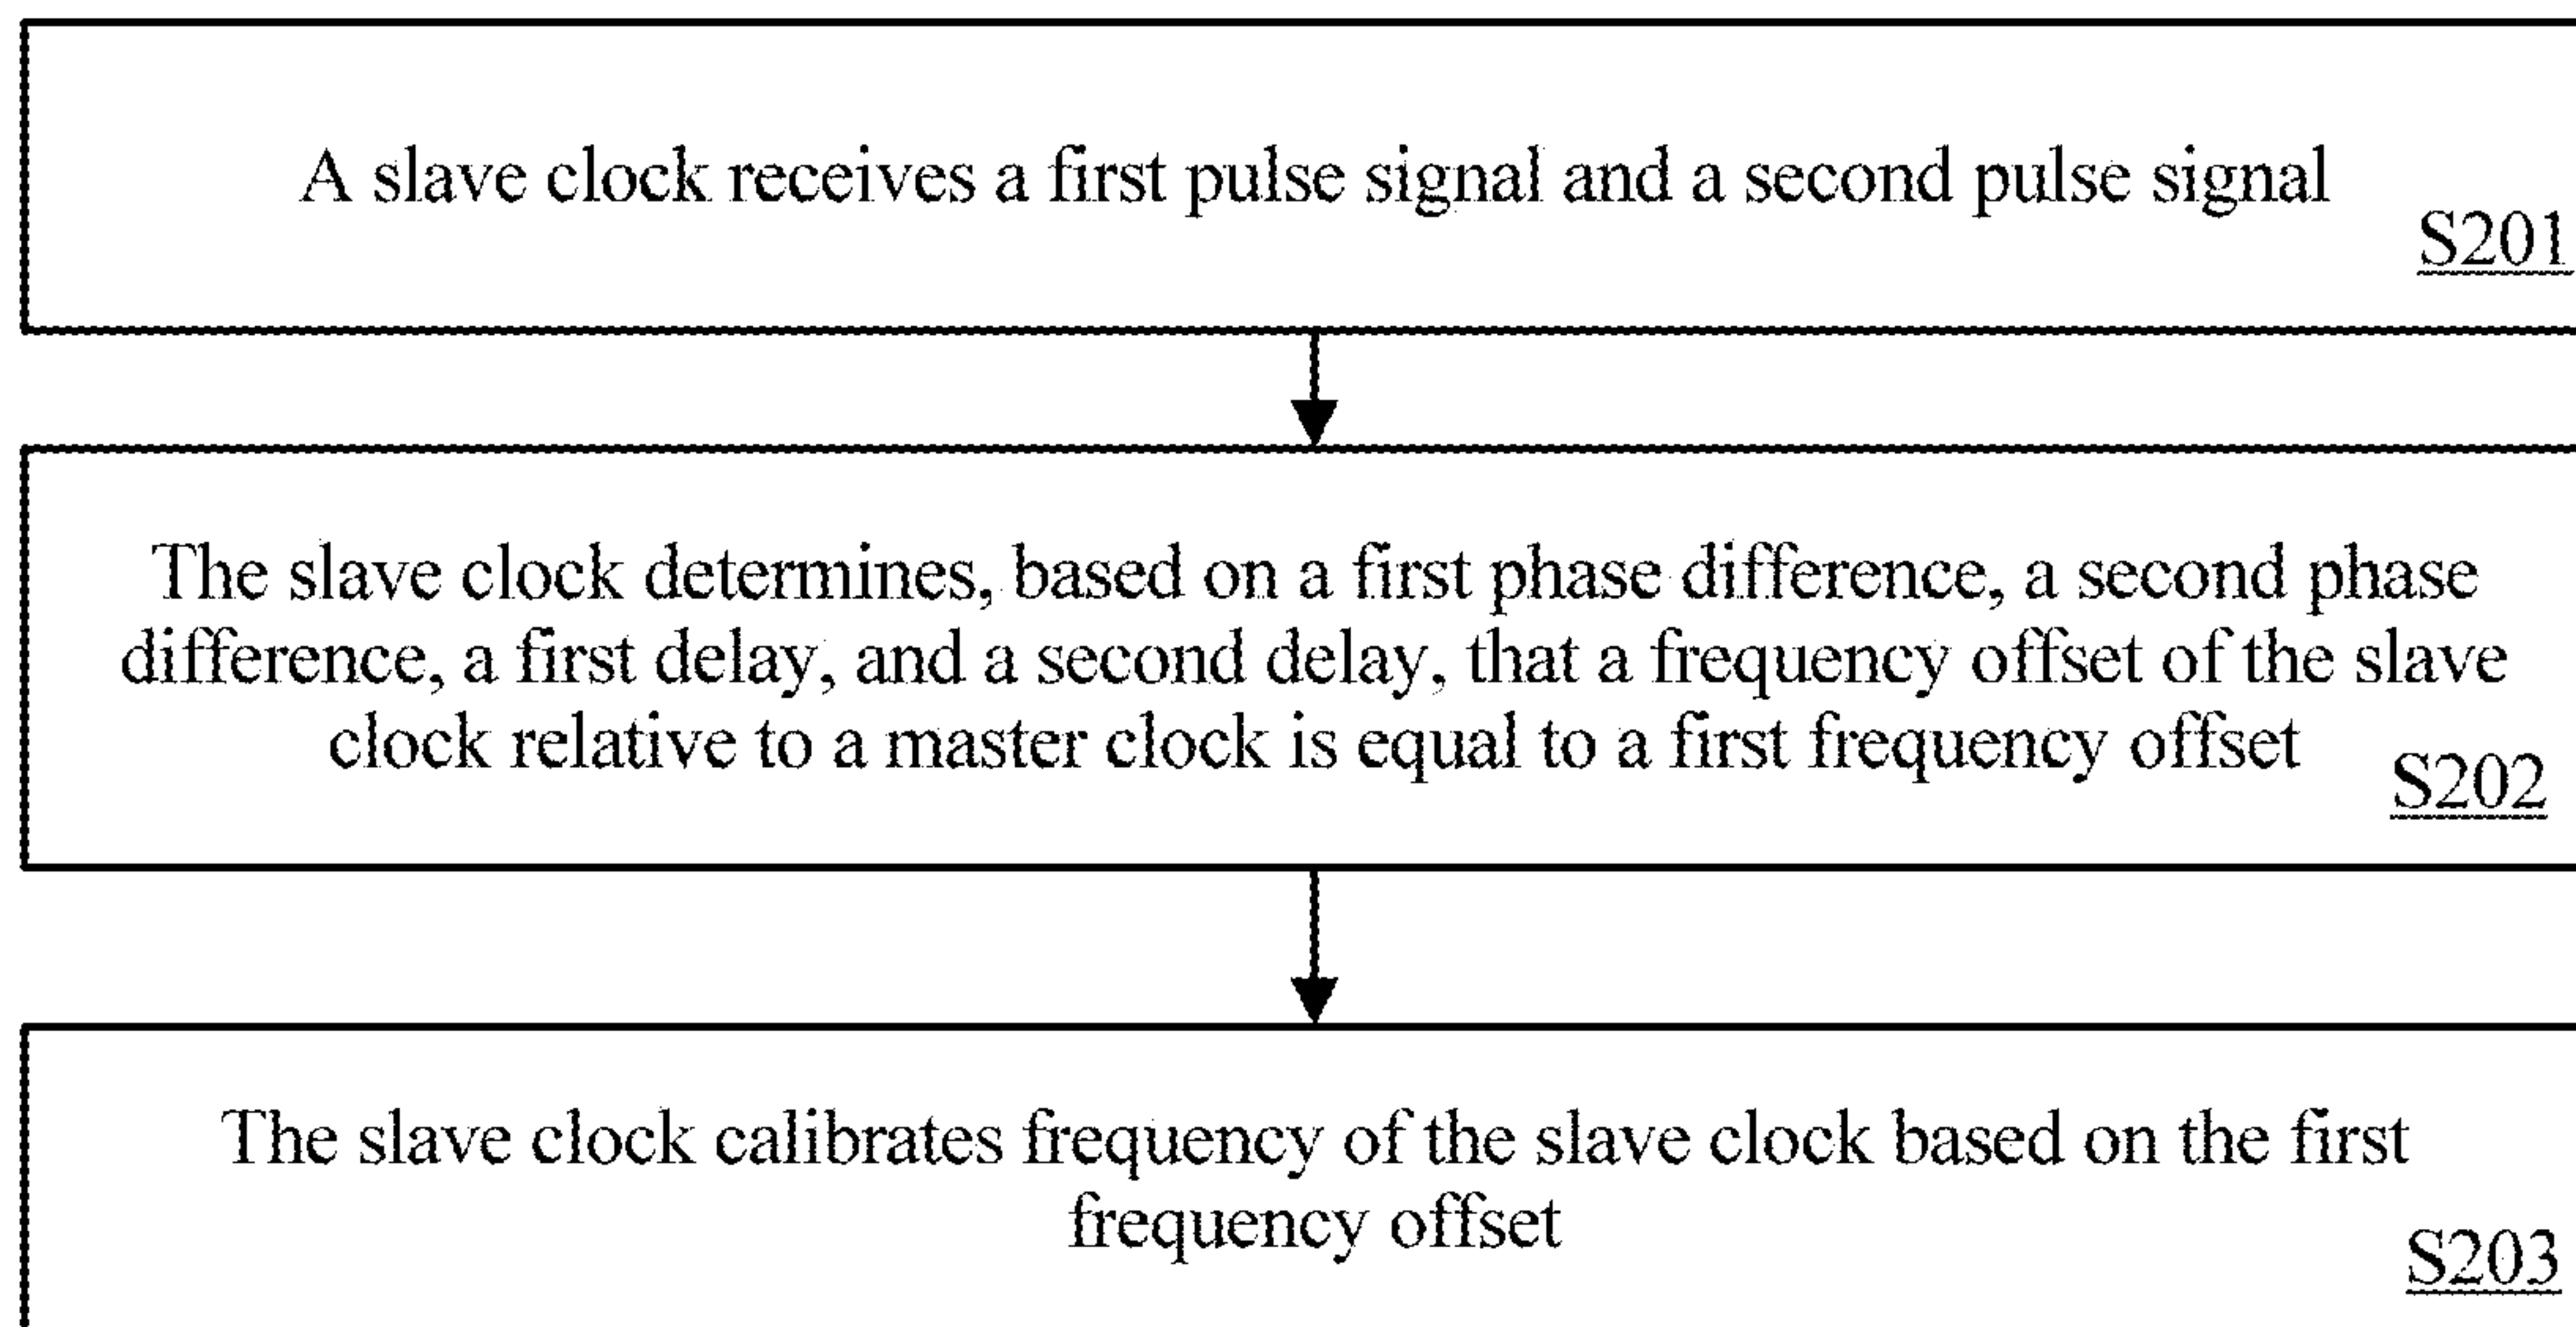 A slave clock receives a first pulse signal and a second pulse signal
S201
The slave clock determines, based on a first phase difference, a second phase
difference, a first delay, and a second delay, that a frequency offset of the slave
clock relative to a master clock is equal to a first frequency offset
S202
The slave clock calibrates frequency of the slave clock based on the first
frequency offset
S203